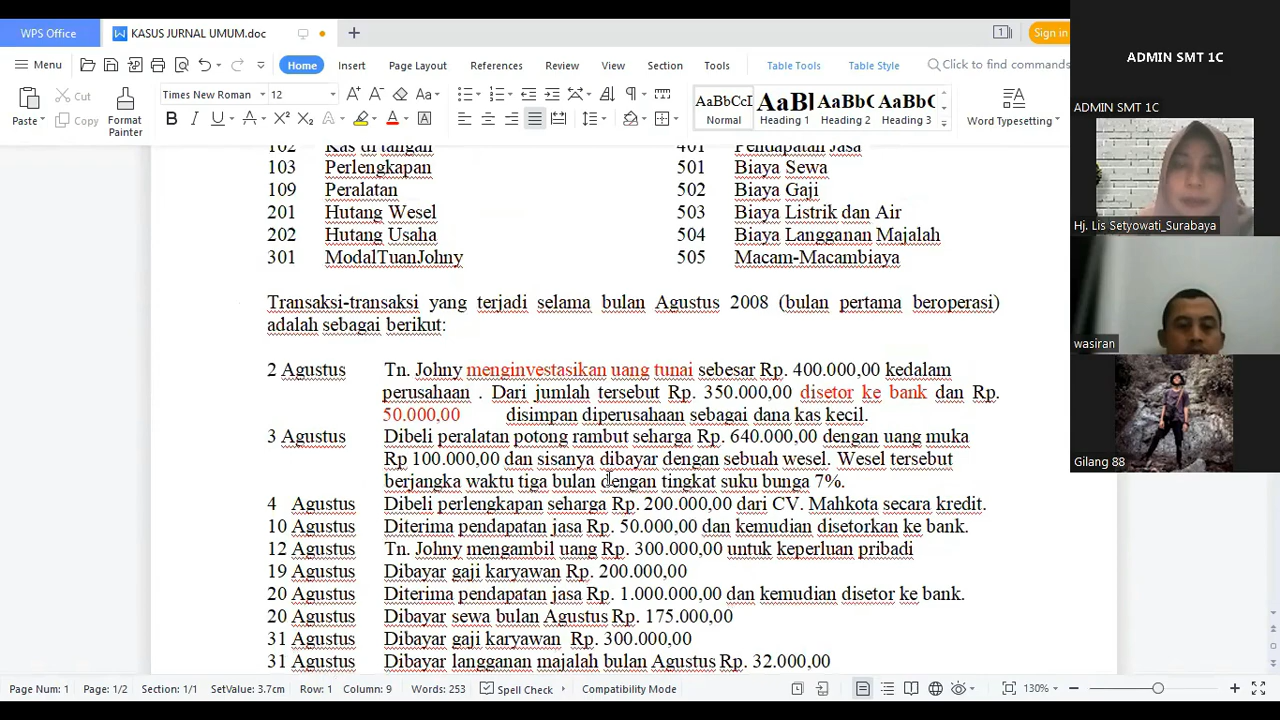 WPS Office
KASUS JURNAL UMUM.doc
Sign in
Menu
Home
Insert
Page Layout
References
Review
View
Section
Tools
Table Tools
Table Style
Click to find commands
Paste
Cut
Copy
Format Painter
Times New Roman
12
AaBbCcD
Normal
AaBl
Heading 1
AaBb(
Heading 2
AaBbC(
Heading 3
Word Typesetting
102 Kas di tangan 401 Pendapatan Jasa
103 Perlengkapan 501 Biaya Sewa
109 Peralatan 502 Biaya Gaji
201 Hutang Wesel 503 Biaya Listrik dan Air
202 Hutang Usaha 504 Biaya Langganan Majalah
301 ModalTuanJohny 505 Macam-Macambiaya
Transaksi-transaksi yang terjadi selama bulan Agustus 2008 (bulan pertama beroperasi)
adalah sebagai berikut:
2 Agustus Tn. Johny menginvestasikan uang tunai sebesar Rp. 400.000,00 kedalam
perusahaan . Dari jumlah tersebut Rp. 350.000,00 disetor ke bank dan Rp.
50.000,00 disimpan diperusahaan sebagai dana kas kecil.
3 Agustus Dibeli peralatan potong rambut seharga Rp. 640.000,00 dengan uang muka
Rp 100.000,00 dan sisanya dibayar dengan sebuah wesel. Wesel tersebut
berjangka waktu tiga bulan dengan tingkat suku bunga 7%.
4 Agustus Dibeli perlengkapan seharga Rp. 200.000,00 dari CV. Mahkota secara kredit.
10 Agustus Diterima pendapatan jasa Rp. 50.000,00 dan kemudian disetorkan ke bank.
12 Agustus Tn. Johny mengambil uang Rp. 300.000,00 untuk keperluan pribadi
19 Agustus Dibayar gaji karyawan Rp. 200.000,00
20 Agustus Diterima pendapatan jasa Rp. 1.000.000,00 dan kemudian disetor ke bank.
20 Agustus Dibayar sewa bulan Agustus Rp. 175.000,00
31 Agustus Dibayar gaji karyawan Rp. 300.000,00
31 Agustus Dibayar langganan majalah bulan Agustus Rp. 32.000,00
Page Num: 1 Page: 1/2 Section: 1/1 SetValue: 3.7cm Row: 1 Column: 9 Words: 253 Spell Check Compatibility Mode 130%
ADMIN SMT 1C
ADMIN SMT 1C
Hj. Lis Setyowati_Surabaya
wasiran
Gilang 88